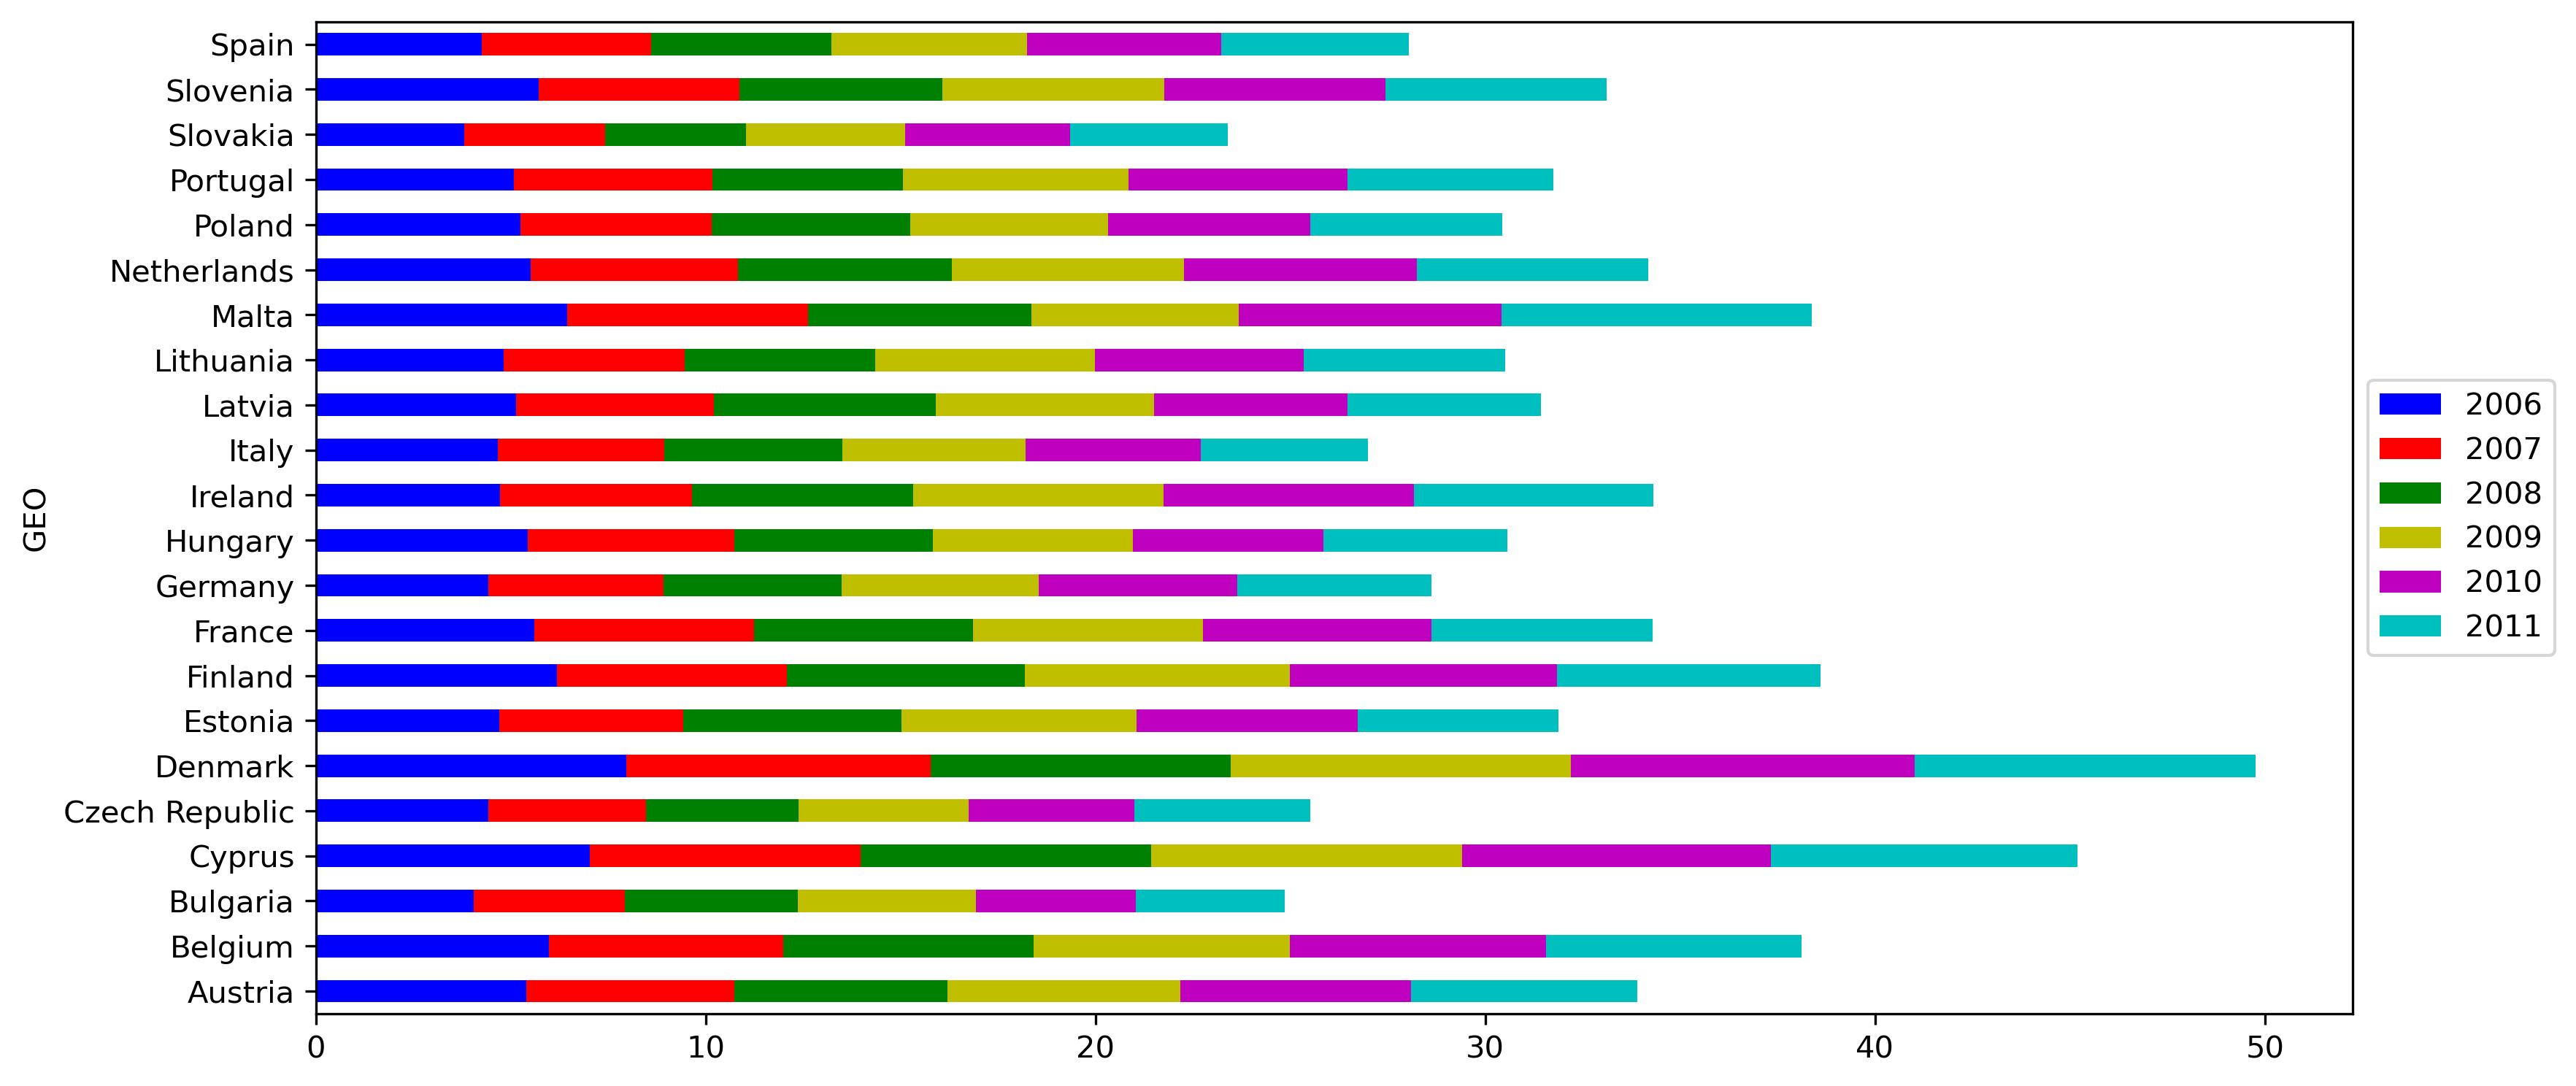 Spain
Slovenia
Slovakia
Portugal
Poland
Netherlands
Malta
Lithuania
Latvia
Italy
Ireland
Hungary
Germany
France
Finland
Estonia
Denmark
Czech Republic
Cyprus
Bulgaria
Belgium
Austria
GEO
0 10 20 30 40 50
2006
2007
2008
2009
2010
2011